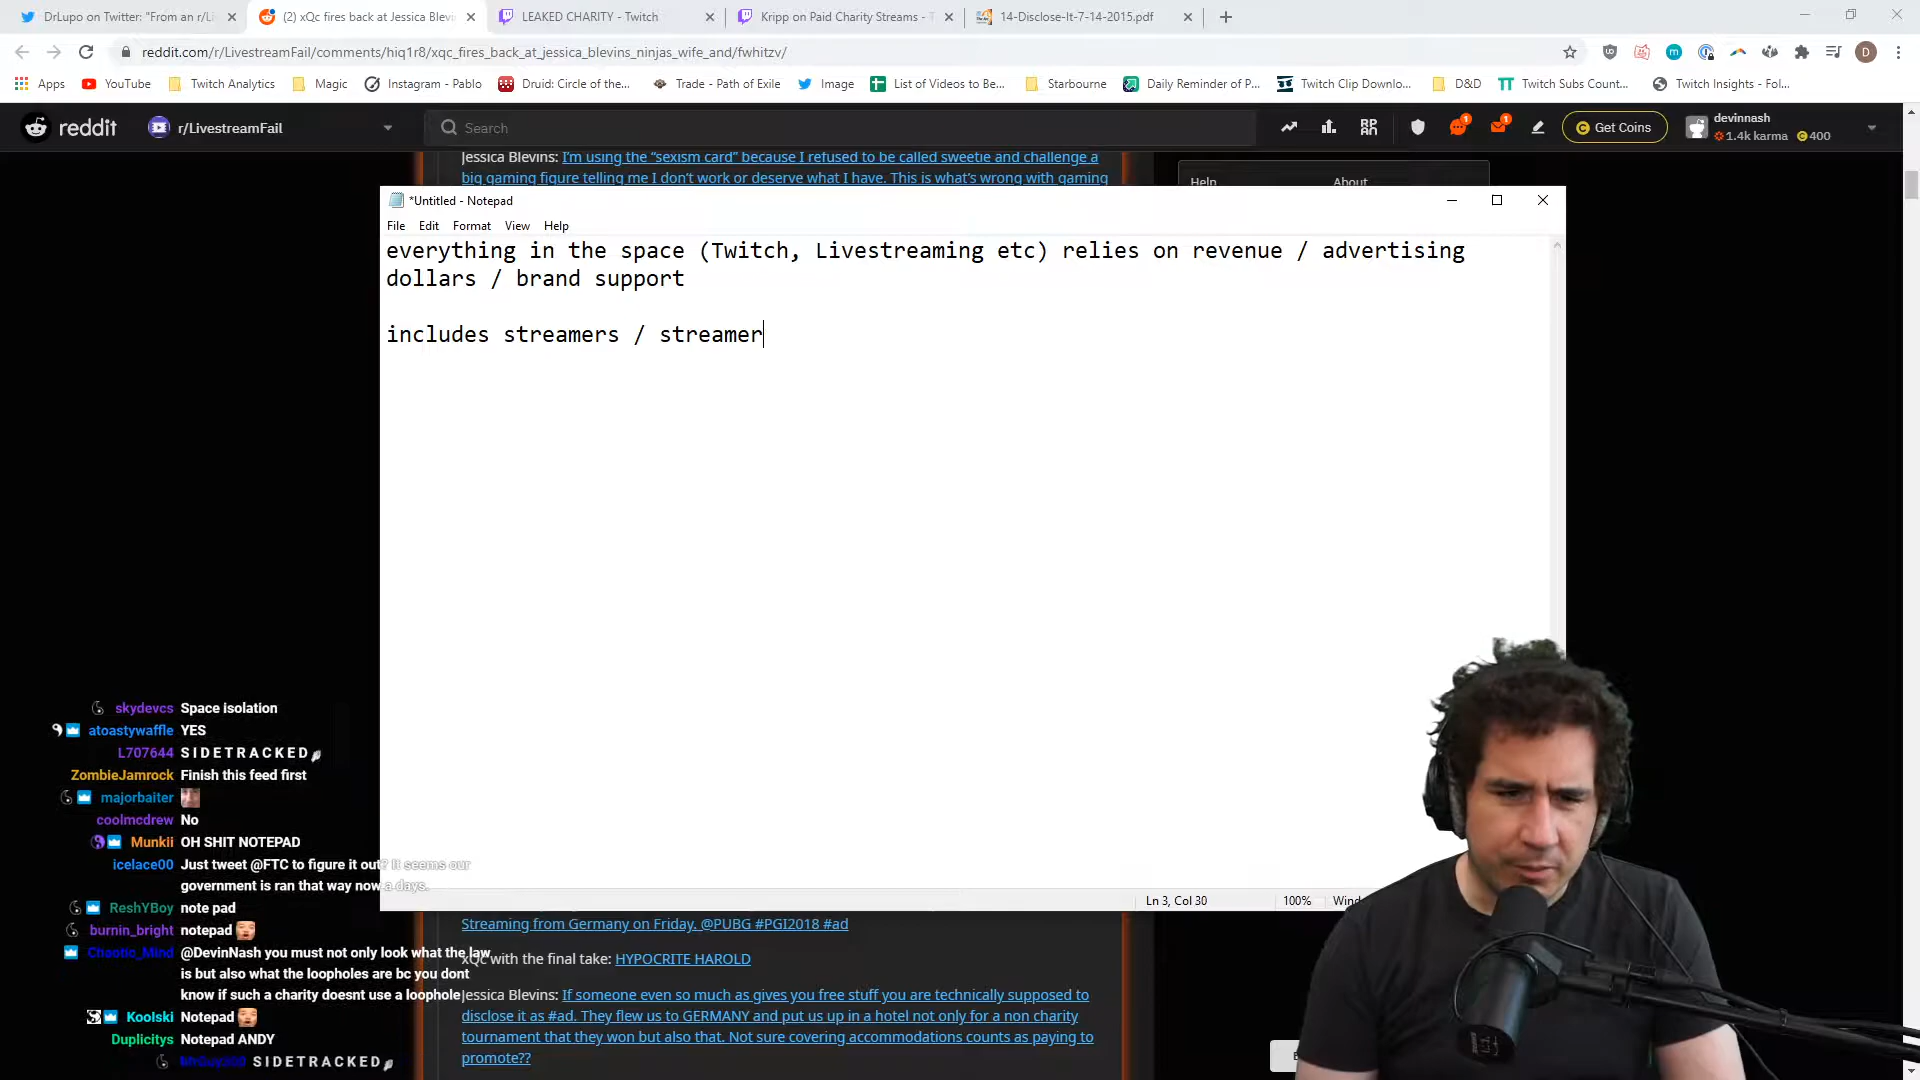 DrLupo on Twitter: "From an r/Li
(2) xQc fires back at Jessica Blevin
LEAKED CHARITY - Twitch
Kripp on Paid Charity Streams - T
14-Disclose-It-7-14-2015.pdf
reddit.com/r/LivestreamFail/comments/hiq1r8/xqc_fires_back_at_jessica_blevins_ninjas_wife_and/fwhitzv/
Apps
YouTube
Twitch Analytics
Magic
Instagram - Pablo
Druid: Circle of the...
Trade - Path of Exile
Image
List of Videos to Be...
Starbourne
Daily Reminder of P...
Twitch Clip Downlo...
D&D
Twitch Subs Count...
Twitch Insights - Fol...
reddit
r/LivestreamFail
Search
Get Coins
devinnash
1.4k karma
400
Jessica Blevins: I'm using the "sexism card" because I refused to be called sweetie and challenge a
big gaming figure telling me I don't work or deserve what I have. This is what's wrong with gaming
Help
About
*Untitled - Notepad
File Edit Format View Help
everything in the space (Twitch, Livestreaming etc) relies on revenue / advertising
dollars / brand support
includes streamers / streamer
Ln 3, Col 30
100%
Wind
skydevcs Space isolation
atoastywaffle YES
L707644 S I D E T R A C K E D
ZombieJamrock Finish this feed first
majorbaiter
coolmcdrew No
Munkii OH SHIT NOTEPAD
icelace00 Just tweet @FTC to figure it out? It seems our
government is ran that way now a days.
ReshYBoy note pad
burnin_bright notepad
@DevinNash you must not only look what the law
is but also what the loopholes are bc you dont
know if such a charity doesnt use a loophole
Koolski Notepad
Duplicitys Notepad ANDY
S I D E T R A C K E D
Streaming from Germany on Friday. @PUBG #PGI2018 #ad
xQc with the final take: HYPOCRITE HAROLD
Jessica Blevins: If someone even so much as gives you free stuff you are technically supposed to
disclose it as #ad. They flew us to GERMANY and put us up in a hotel not only for a non charity
tournament that they won but also that. Not sure covering accommodations counts as paying to
promote??